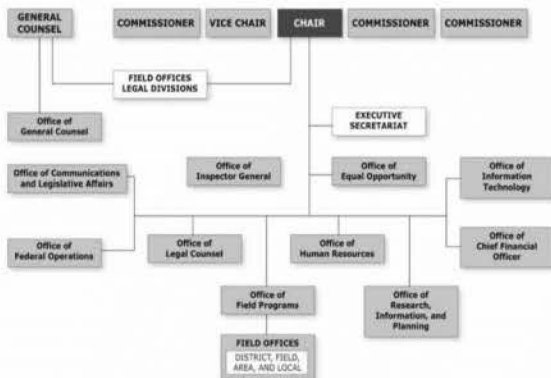 GENERAL
COUNSEL
COMMISSIONER
VICE CHAIR
CHAIR
COMMISSIONER
COMMISSIONER
FIELD OFFICES
LEGAL DIVISIONS
EXECUTIVE
SECRETARIAT
Office of
General Counsel
Office of Communications
and Legislative Affairs
Office of
Inspector General
Office of
Equal Opportunity
Office of
Information
Technology
Office of
Federal Operations
Office of
Legal Counsel
Office of
Human Resources
Office of
Chief Financial
Officer
Office of
Field Programs
Office of
Research,
Information, and
Planning
FIELD OFFICES
DISTRICT, FIELD,
AREA, AND LOCAL